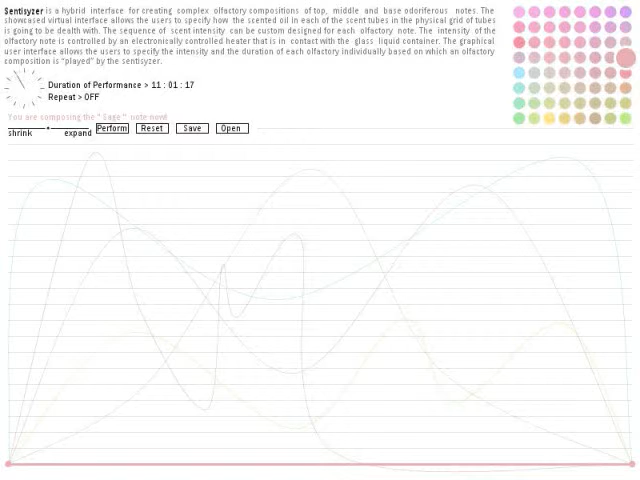 Sentisyzer is a hybrid interface for creating complex olfactory compositions of top, middle and base odoriferous notes. The
showcased virtual interface allows the users to specify how the scented oil in each of the scent tubes in the physical grid of tubes
is going to be dealth with. The sequence of scent intensity can be custom designed for each olfactory note. The intensity of the
olfactory note is controlled by an electronically controlled heater that is in contact with the glass liquid container. The graphical
user interface allows the users to specify the intensity and the duration of each olfactory individually based on which an olfactory
composition is "played" by the sentisyzer.
Duration of Performance > 11 : 01 : 17
Repeat > OFF
You are composing the " Sage " note now!
shrink expand Perform Reset Save Open